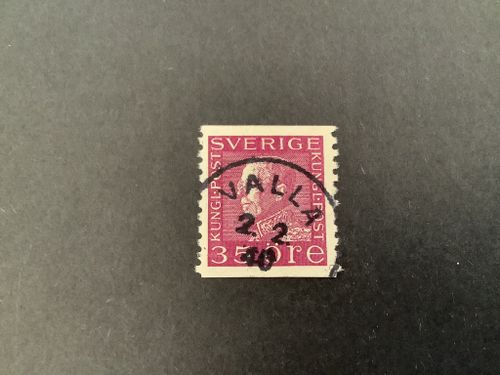 SVERIGE
KUNGL·POST
KUNGL·POST
VALLA
2 2
40
35 ÖRE